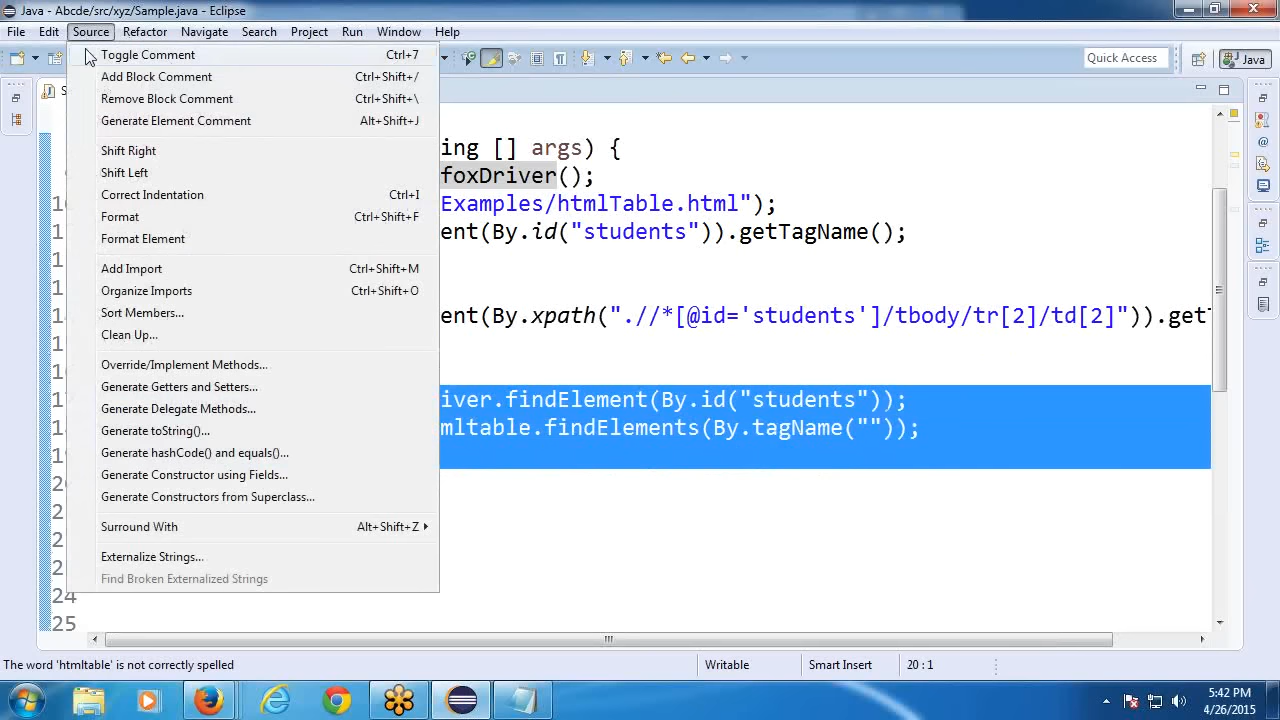 Java - Abcde/src/xyz/Sample.java - Eclipse
File Edit Source Refactor Navigate Search Project Run Window Help
Quick Access Java
Toggle Comment Ctrl+7
Add Block Comment Ctrl+Shift+/
Remove Block Comment Ctrl+Shift+\
Generate Element Comment Alt+Shift+J
Shift Right
Shift Left
Correct Indentation Ctrl+I
Format Ctrl+Shift+F
Format Element
Add Import Ctrl+Shift+M
Organize Imports Ctrl+Shift+O
Sort Members...
Clean Up...
Override/Implement Methods...
Generate Getters and Setters...
Generate Delegate Methods...
Generate toString()...
Generate hashCode() and equals()...
Generate Constructor using Fields...
Generate Constructors from Superclass...
Surround With Alt+Shift+Z
Externalize Strings...
Find Broken Externalized Strings
ing [] args) {
foxDriver();
Examples/htmlTable.html");
ent(By.id("students")).getTagName();
ent(By.xpath(".//*[@id='students']/tbody/tr[2]/td[2]")).getT
iver.findElement(By.id("students"));
mltable.findElements(By.tagName(""));
24
25
The word 'htmltable' is not correctly spelled Writable Smart Insert 20 : 1
5:42 PM
4/26/2015